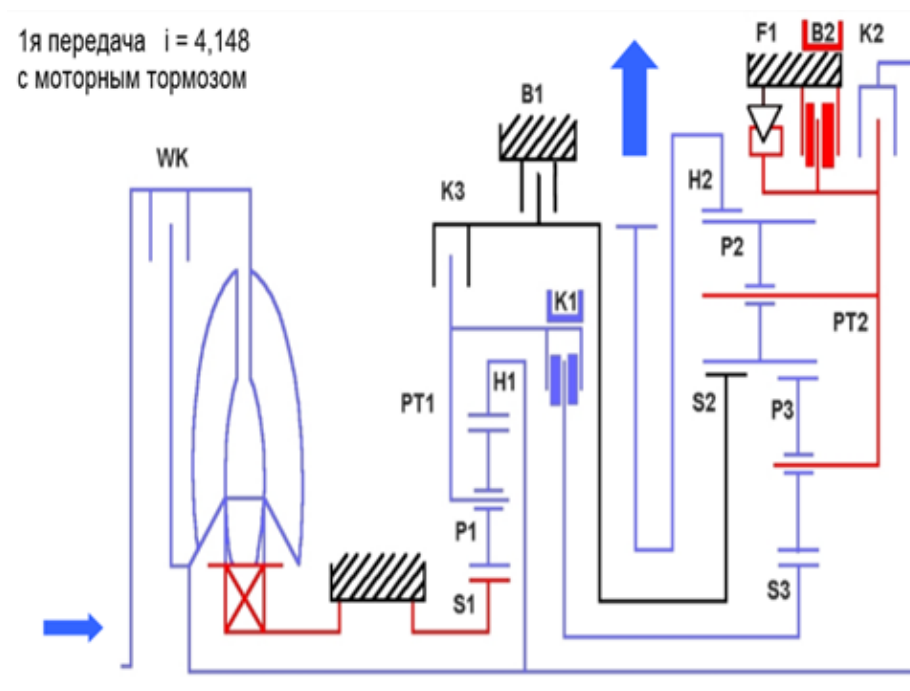 1я передача i = 4,148
с моторным тормозом
F1
B2
K2
B1
WK
K3
H2
P2
K1
PT2
H1
PT1
S2
P3
P1
S1
S3